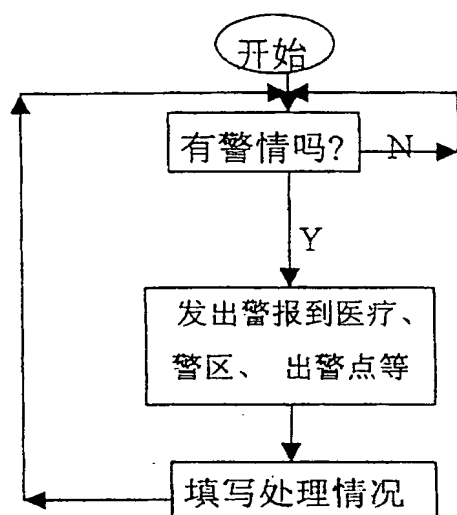 开始
有警情吗?
N
Y
发出警报到医疗、
警区、 出警点等
填写处理情况